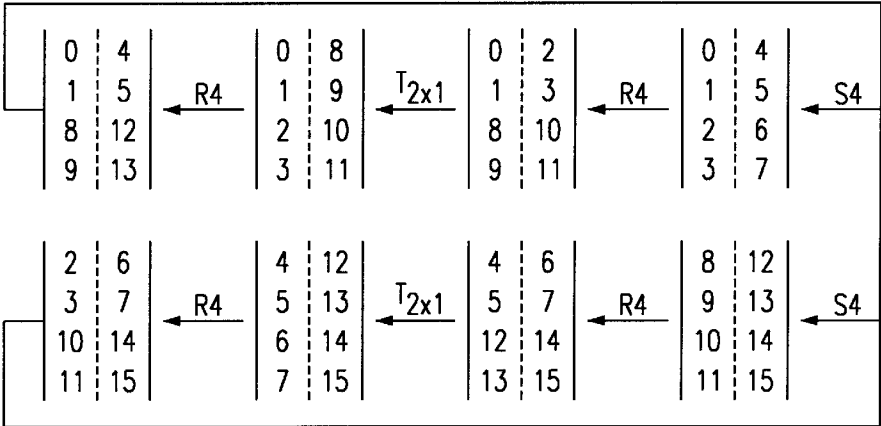 0 4 0 8 0 2 0 4
1 5 R4 1 9 T2x1 1 3 R4 1 5 S4
8 12 2 10 8 10 2 6
9 13 3 11 9 11 3 7
2 6 4 12 4 6 8 12
3 7 R4 5 13 T2x1 5 7 R4 9 13 S4
10 14 6 14 12 14 10 14
11 15 7 15 13 15 11 15